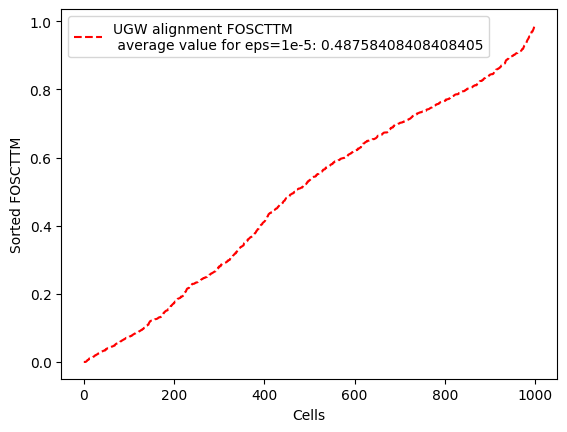 UGW alignment FOSCTTM
average value for eps=1e-5: 0.48758408408408405
1.0
0.8
0.6
0.4
0.2
0.0
Sorted FOSCTTM
0 200 400 600 800 1000
Cells